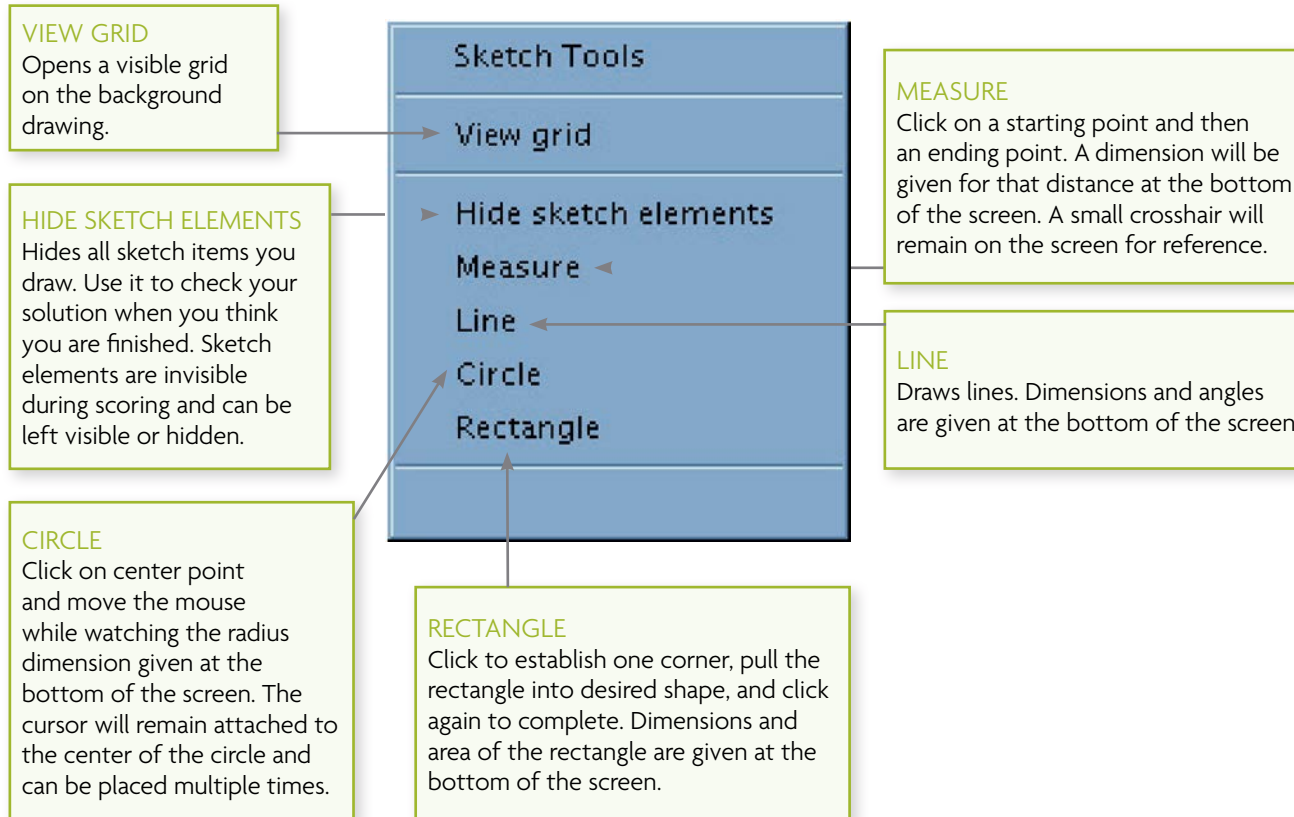 VIEW GRID
Opens a visible grid
on the background
drawing.
HIDE SKETCH ELEMENTS
Hides all sketch items you
draw. Use it to check your
solution when you think
you are finished. Sketch
elements are invisible
during scoring and can be
left visible or hidden.
CIRCLE
Click on center point
and move the mouse
while watching the radius
dimension given at the
bottom of the screen. The
cursor will remain attached to
the center of the circle and
can be placed multiple times.
Sketch Tools
View grid
Hide sketch elements
Measure
Line
Circle
Rectangle
RECTANGLE
Click to establish one corner, pull the
rectangle into desired shape, and click
again to complete. Dimensions and
area of the rectangle are given at the
bottom of the screen.
MEASURE
Click on a starting point and then
an ending point. A dimension will be
given for that distance at the bottom
of the screen. A small crosshair will
remain on the screen for reference.
LINE
Draws lines. Dimensions and angles
are given at the bottom of the screen